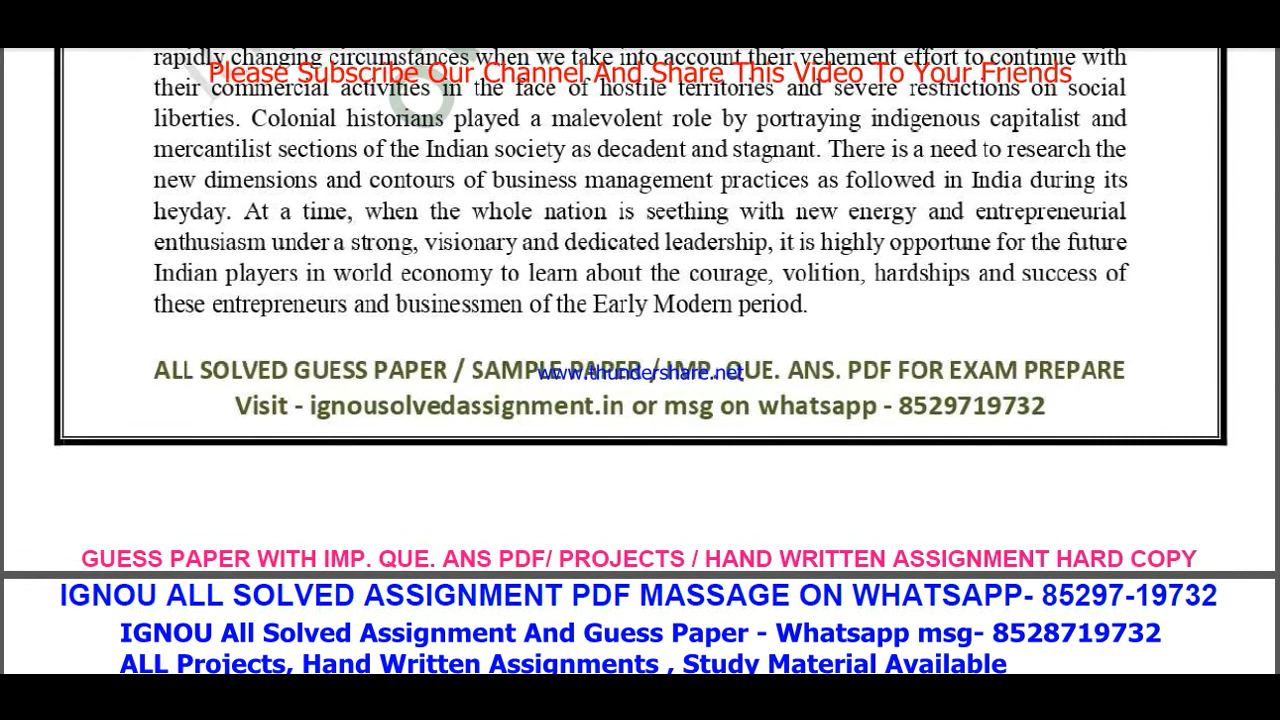 rapidly changing circumstances when we take into account their vehement effort to continue with
Please Subscribe Our Channel And Share This Video To Your Friends
their commercial activities in the face of hostile territories and severe restrictions on social
liberties. Colonial historians played a malevolent role by portraying indigenous capitalist and
mercantilist sections of the Indian society as decadent and stagnant. There is a need to research the
new dimensions and contours of business management practices as followed in India during its
heyday. At a time, when the whole nation is seething with new energy and entrepreneurial
enthusiasm under a strong, visionary and dedicated leadership, it is highly opportune for the future
Indian players in world economy to learn about the courage, volition, hardships and success of
these entrepreneurs and businessmen of the Early Modern period.
ALL SOLVED GUESS PAPER / SAMPLE PAPER / IMP. QUE. ANS. PDF FOR EXAM PREPARE
www.thundershare.net
Visit - ignousolvedassignment.in or msg on whatsapp - 8529719732
GUESS PAPER WITH IMP. QUE. ANS PDF/ PROJECTS / HAND WRITTEN ASSIGNMENT HARD COPY
IGNOU ALL SOLVED ASSIGNMENT PDF MASSAGE ON WHATSAPP- 85297-19732
IGNOU All Solved Assignment And Guess Paper - Whatsapp msg- 8528719732
ALL Projects, Hand Written Assignments , Study Material Available